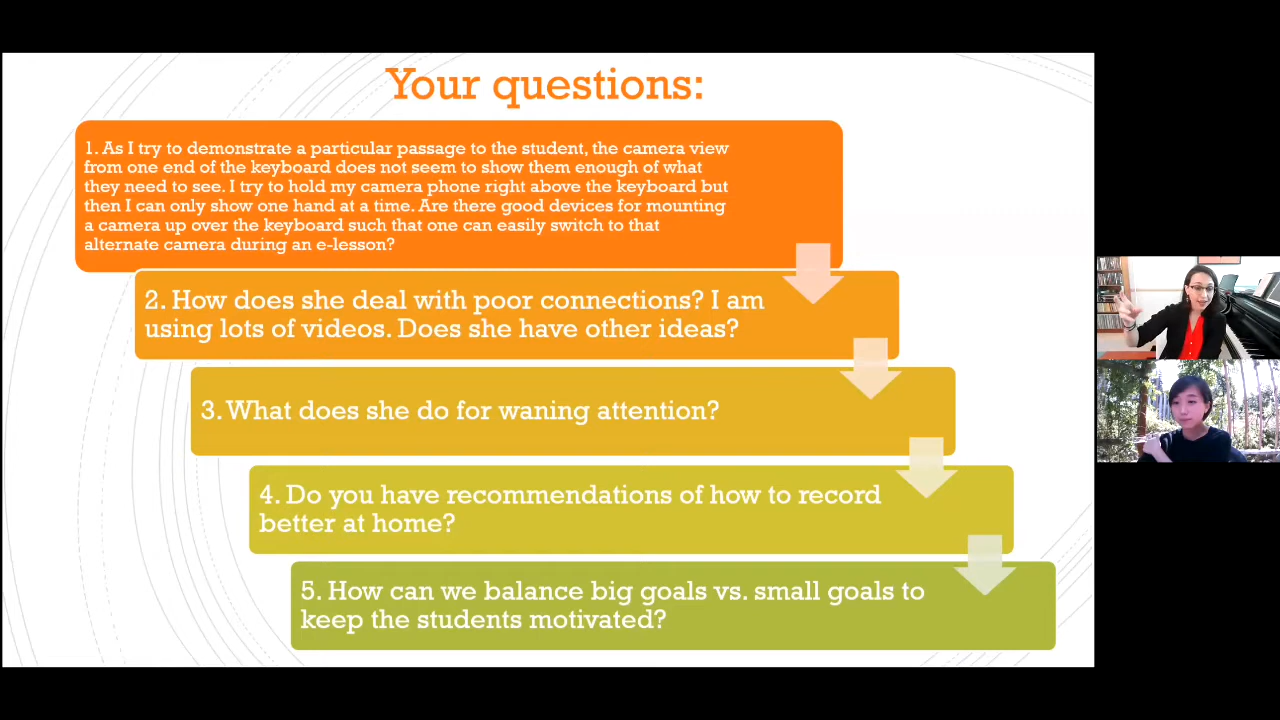 Your questions:
1. As I try to demonstrate a particular passage to the student, the camera view
from one end of the keyboard does not seem to show them enough of what
they need to see. I try to hold my camera phone right above the keyboard but
then I can only show one hand at a time. Are there good devices for mounting
a camera up over the keyboard such that one can easily switch to that
alternate camera during an e-lesson?
2. How does she deal with poor connections? I am
using lots of videos. Does she have other ideas?
3. What does she do for waning attention?
4. Do you have recommendations of how to record
better at home?
5. How can we balance big goals vs. small goals to
keep the students motivated?